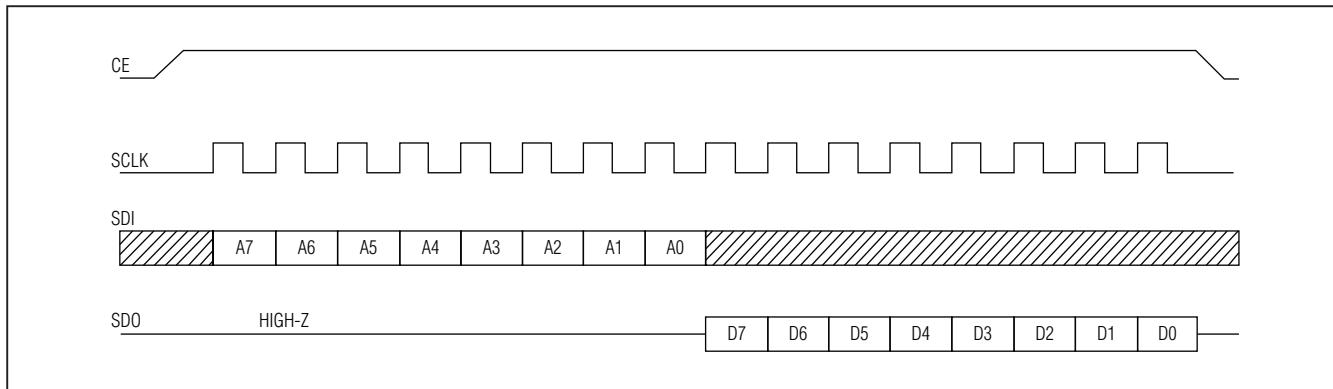 CE
SCLK
SDI
A7 A6 A5 A4 A3 A2 A1 A0
SDO HIGH-Z
D7 D6 D5 D4 D3 D2 D1 D0